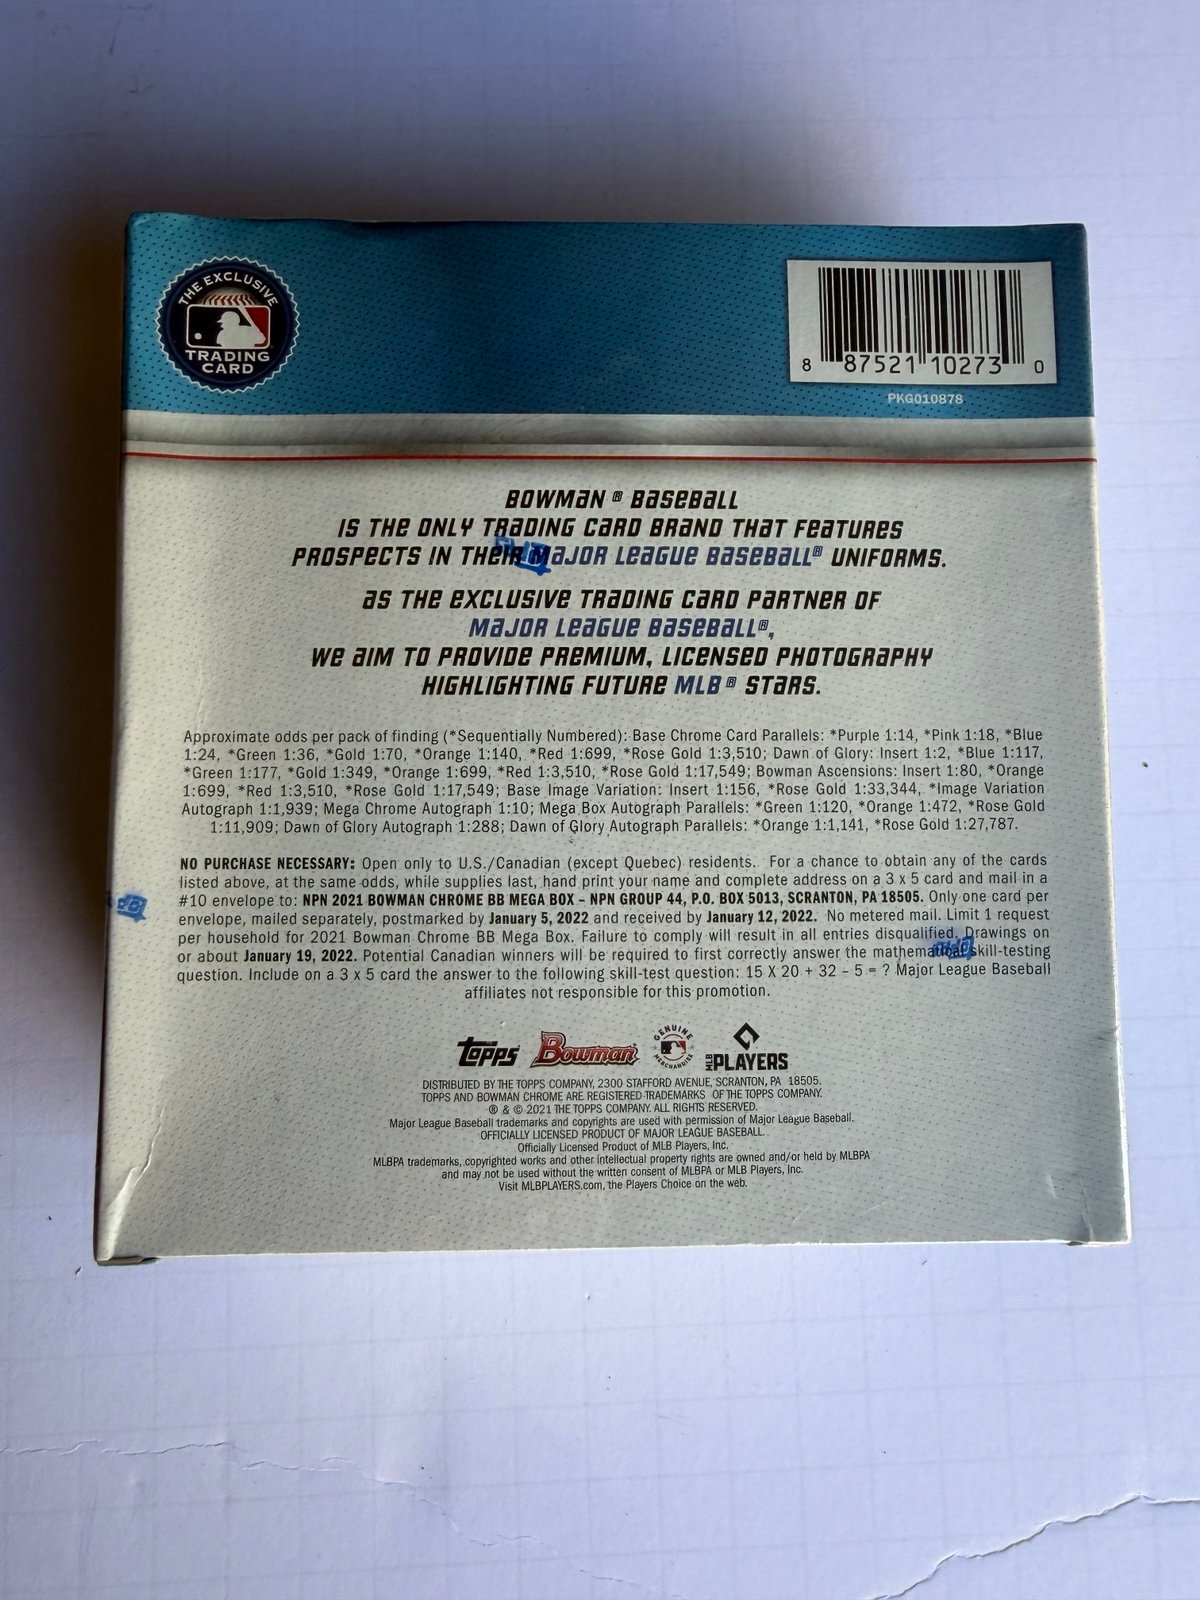 THE EXCLUSIVE
TRADING
CARD
8 87521 10273 0
PKG010878
BOWMAN ® BASEBALL
IS THE ONLY TRADING CARD BRAND THAT FEATURES
PROSPECTS IN THEIR MAJOR LEAGUE BASEBALL® UNIFORMS.
AS THE EXCLUSIVE TRADING CARD PARTNER OF
MAJOR LEAGUE BASEBALL®,
WE AIM TO PROVIDE PREMIUM, LICENSED PHOTOGRAPHY
HIGHLIGHTING FUTURE MLB® STARS.
Approximate odds per pack of finding (*Sequentially Numbered): Base Chrome Card Parallels: *Purple 1:14, *Pink 1:18, *Blue
1:24, *Green 1:36, *Gold 1:70, *Orange 1:140, *Red 1:699, *Rose Gold 1:3,510; Dawn of Glory: Insert 1:2, *Blue 1:117,
*Green 1:177, *Gold 1:349, *Orange 1:699, *Red 1:3,510, *Rose Gold 1:17,549; Bowman Ascensions: Insert 1:80, *Orange
1:699, *Red 1:3,510, *Rose Gold 1:17,549; Base Image Variation: Insert 1:156, *Rose Gold 1:33,344, *Image Variation
Autograph 1:1,939; Mega Chrome Autograph 1:10; Mega Box Autograph Parallels: *Green 1:120, *Orange 1:472, *Rose Gold
1:11,909; Dawn of Glory Autograph 1:288; Dawn of Glory Autograph Parallels: *Orange 1:1,141, *Rose Gold 1:27,787.
NO PURCHASE NECESSARY: Open only to U.S./Canadian (except Quebec) residents. For a chance to obtain any of the cards
listed above, at the same odds, while supplies last, hand print your name and complete address on a 3 x 5 card and mail in a
#10 envelope to: NPN 2021 BOWMAN CHROME BB MEGA BOX – NPN GROUP 44, P.O. BOX 5013, SCRANTON, PA 18505. Only one card per
envelope, mailed separately, postmarked by January 5, 2022 and received by January 12, 2022. No metered mail. Limit 1 request
per household for 2021 Bowman Chrome BB Mega Box. Failure to comply will result in all entries disqualified. Drawings on
or about January 19, 2022. Potential Canadian winners will be required to first correctly answer the mathematical skill-testing
question. Include on a 3 x 5 card the answer to the following skill-test question: 15 X 20 + 32 – 5 = ? Major League Baseball
affiliates not responsible for this promotion.
Topps Bowman GENUINE MERCHANDISE MLB PLAYERS
DISTRIBUTED BY THE TOPPS COMPANY, 2300 STAFFORD AVENUE, SCRANTON, PA 18505.
TOPPS AND BOWMAN CHROME ARE REGISTERED TRADEMARKS OF THE TOPPS COMPANY.
® & © 2021 THE TOPPS COMPANY. ALL RIGHTS RESERVED.
Major League Baseball trademarks and copyrights are used with permission of Major League Baseball.
OFFICIALLY LICENSED PRODUCT OF MAJOR LEAGUE BASEBALL.
Officially Licensed Product of MLB Players, Inc.
MLBPA trademarks, copyrighted works and other intellectual property rights are owned and/or held by MLBPA
and may not be used without the written consent of MLBPA or MLB Players, Inc.
Visit MLBPLAYERS.com, the Players Choice on the web.